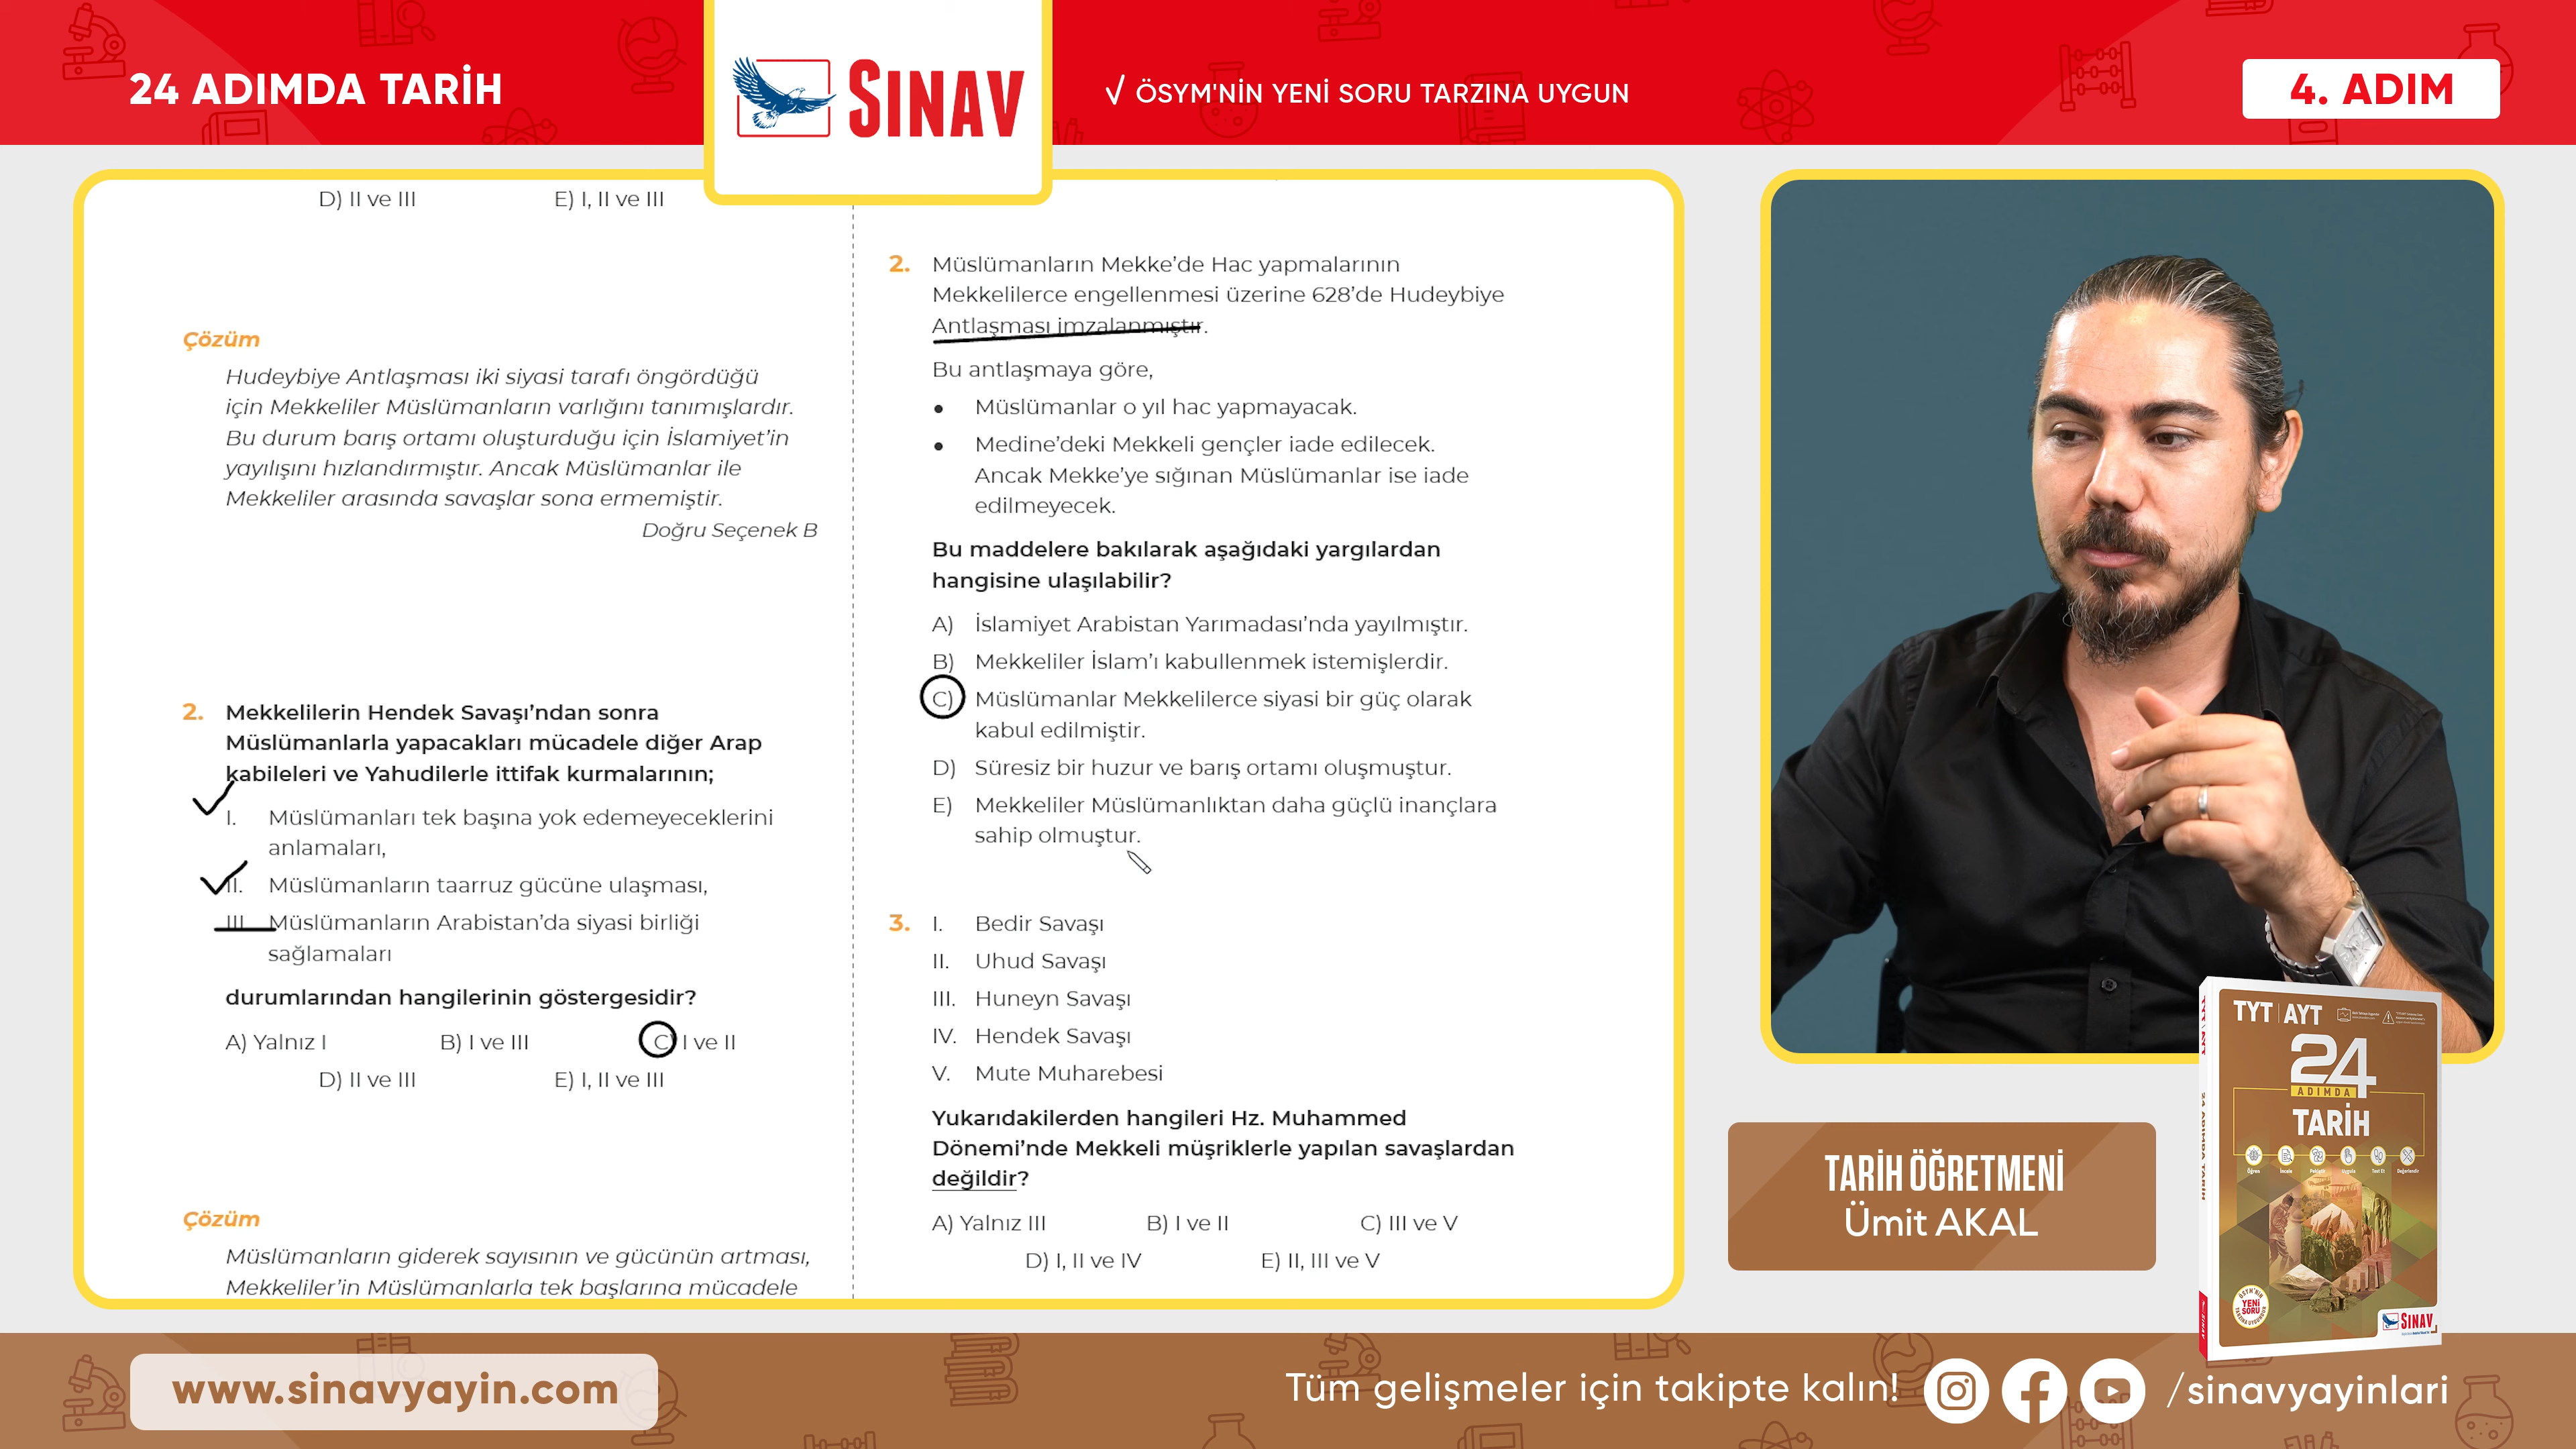 24 ADIMDA TARİH
SINAV
√ ÖSYM'NİN YENİ SORU TARZINA UYGUN
4. ADIM
D) II ve III E) I, II ve III
Çözüm
Hudeybiye Antlaşması iki siyasi tarafı öngördüğü
için Mekkeliler Müslümanların varlığını tanımışlardır.
Bu durum barış ortamı oluşturduğu için İslamiyet'in
yayılışını hızlandırmıştır. Ancak Müslümanlar ile
Mekkeliler arasında savaşlar sona ermemiştir.
Doğru Seçenek B
2. Mekkelilerin Hendek Savaşı'ndan sonra
Müslümanlarla yapacakları mücadele diğer Arap
kabileleri ve Yahudilerle ittifak kurmalarının;
I. Müslümanları tek başına yok edemeyeceklerini
anlamaları,
II. Müslümanların taarruz gücüne ulaşması,
III. Müslümanların Arabistan'da siyasi birliği
sağlamaları
durumlarından hangilerinin göstergesidir?
A) Yalnız I B) I ve III C) I ve II
D) II ve III E) I, II ve III
Çözüm
Müslümanların giderek sayısının ve gücünün artması,
Mekkeliler'in Müslümanlarla tek başlarına mücadele
2. Müslümanların Mekke'de Hac yapmalarının
Mekkelilerce engellenmesi üzerine 628'de Hudeybiye
Antlaşması imzalanmıştır.
Bu antlaşmaya göre,
• Müslümanlar o yıl hac yapmayacak.
• Medine'deki Mekkeli gençler iade edilecek.
Ancak Mekke'ye sığınan Müslümanlar ise iade
edilmeyecek.
Bu maddelere bakılarak aşağıdaki yargılardan
hangisine ulaşılabilir?
A) İslamiyet Arabistan Yarımadası'nda yayılmıştır.
B) Mekkeliler İslam'ı kabullenmek istemişlerdir.
C) Müslümanlar Mekkelilerce siyasi bir güç olarak
kabul edilmiştir.
D) Süresiz bir huzur ve barış ortamı oluşmuştur.
E) Mekkeliler Müslümanlıktan daha güçlü inançlara
sahip olmuştur.
3. I. Bedir Savaşı
II. Uhud Savaşı
III. Huneyn Savaşı
IV. Hendek Savaşı
V. Mute Muharebesi
Yukarıdakilerden hangileri Hz. Muhammed
Dönemi'nde Mekkeli müşriklerle yapılan savaşlardan
değildir?
A) Yalnız III B) I ve II C) III ve V
D) I, II ve IV E) II, III ve V
TARİH ÖĞRETMENİ
Ümit AKAL
TYT AYT
24
ADIMDA
TARİH
YENİ
SORU
SINAV
www.sinavyayin.com
Tüm gelişmeler için takipte kalın!
/sinavyayinlari